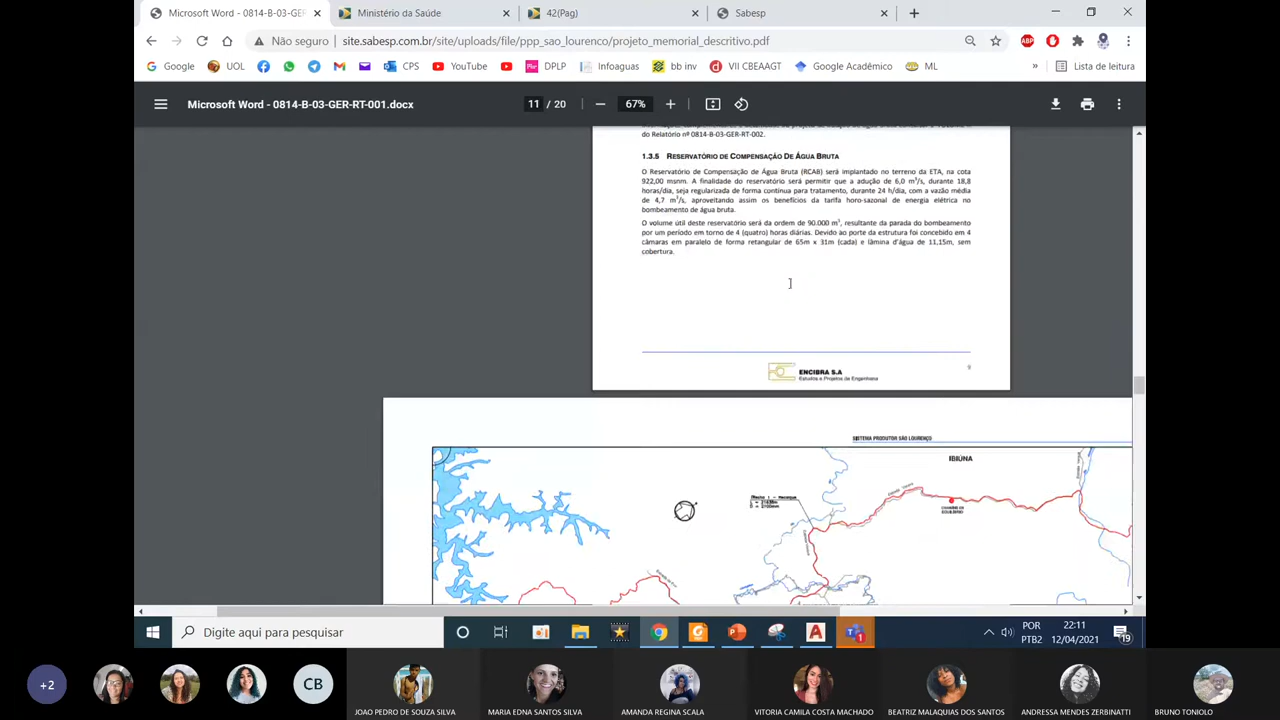 Microsoft Word - 0814-B-03-GER
Ministério da Saúde
42(Pag)
Sabesp
Não seguro
site.sabesp.com.br/site/uploads/file/ppp_sao_lourenco/projeto_memorial_descritivo.pdf
Google
UOL
CPS
YouTube
DPLP
Infoaguas
bb inv
VII CBEAAGT
Google Acadêmico
ML
»
Lista de leitura
Microsoft Word - 0814-B-03-GER-RT-001.docx
11 / 20
67%
do Relatório nº 0814-B-03-GER-RT-002.
1.3.5 RESERVATÓRIO DE COMPENSAÇÃO DE ÁGUA BRUTA
O Reservatório de Compensação de Água Bruta (RCAB) será implantado no terreno da ETA, na cota
922,00 msnm. A finalidade do reservatório será permitir que a adução de 6,0 m³/s, durante 18,8
horas/dia, seja regularizada de forma contínua para tratamento, durante 24 h/dia, com a vazão média
de 4,7 m³/s, aproveitando assim os benefícios da tarifa horo-sazonal de energia elétrica no
bombeamento de água bruta.
O volume útil deste reservatório será da ordem de 90.000 m³, resultante da parada do bombeamento
por um período em torno de 4 (quatro) horas diárias. Devido ao porte da estrutura foi concebido em 4
câmaras em paralelo de forma retangular de 65m x 31m (cada) e lâmina d'água de 11,15m, sem
cobertura.
ENCIBRA S.A
Estudos e Projetos de Engenharia
9
SISTEMA PRODUTOR SÃO LOURENÇO
IBIÚNA
CHAMINÉ DE
EQUILÍBRIO
Digite aqui para pesquisar
POR
PTB2
22:11
12/04/2021
19
1
+2
CB
JOAO PEDRO DE SOUZA SILVA
MARIA EDNA SANTOS SILVA
AMANDA REGINA SCALA
VITORIA CAMILA COSTA MACHADO
BEATRIZ MALAQUIAS DOS SANTOS
ANDRESSA MENDES ZERBINATTI
BRUNO TONIOLO